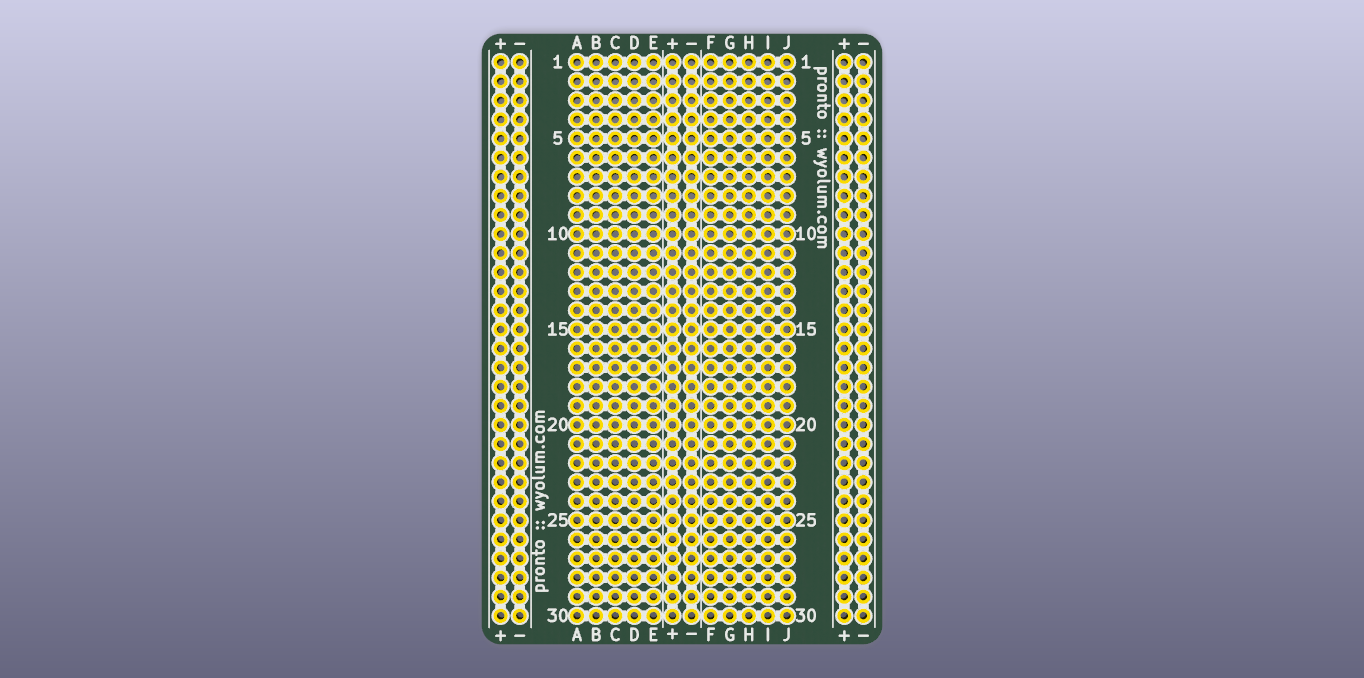 + − A B C D E + − F G H I J + −
1 1
5 5
10 10
15 15
20 20
25 25
30 30
pronto :: wyolum.com
pronto :: wyolum.com
+ − A B C D E + − F G H I J + −